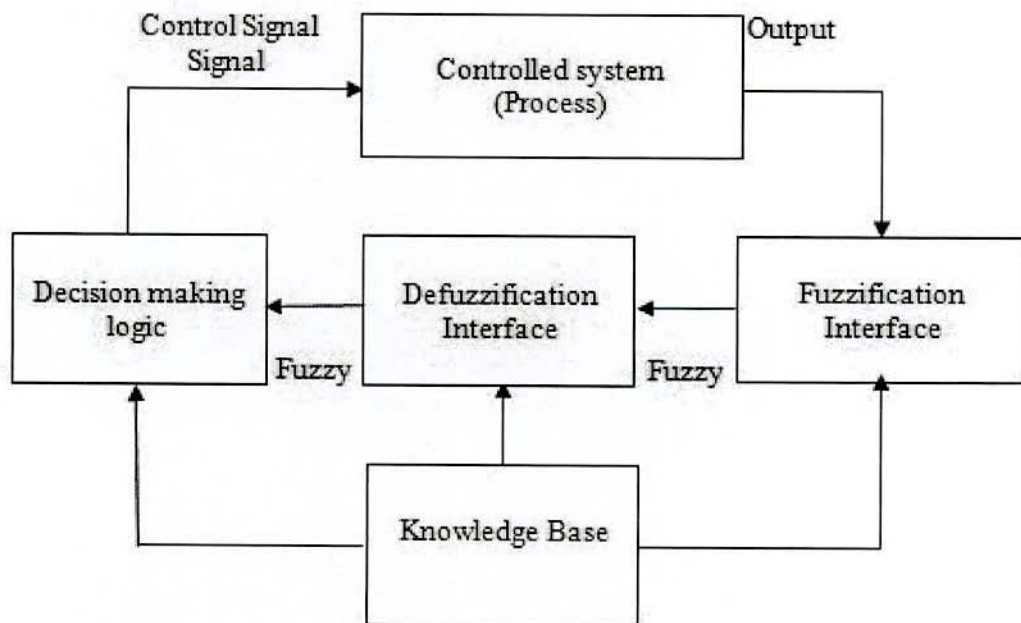 Control Signal
Signal
Output
Controlled system
(Process)
Decision making
logic
Defuzzification
Interface
Fuzzification
Interface
Fuzzy
Fuzzy
Knowledge Base